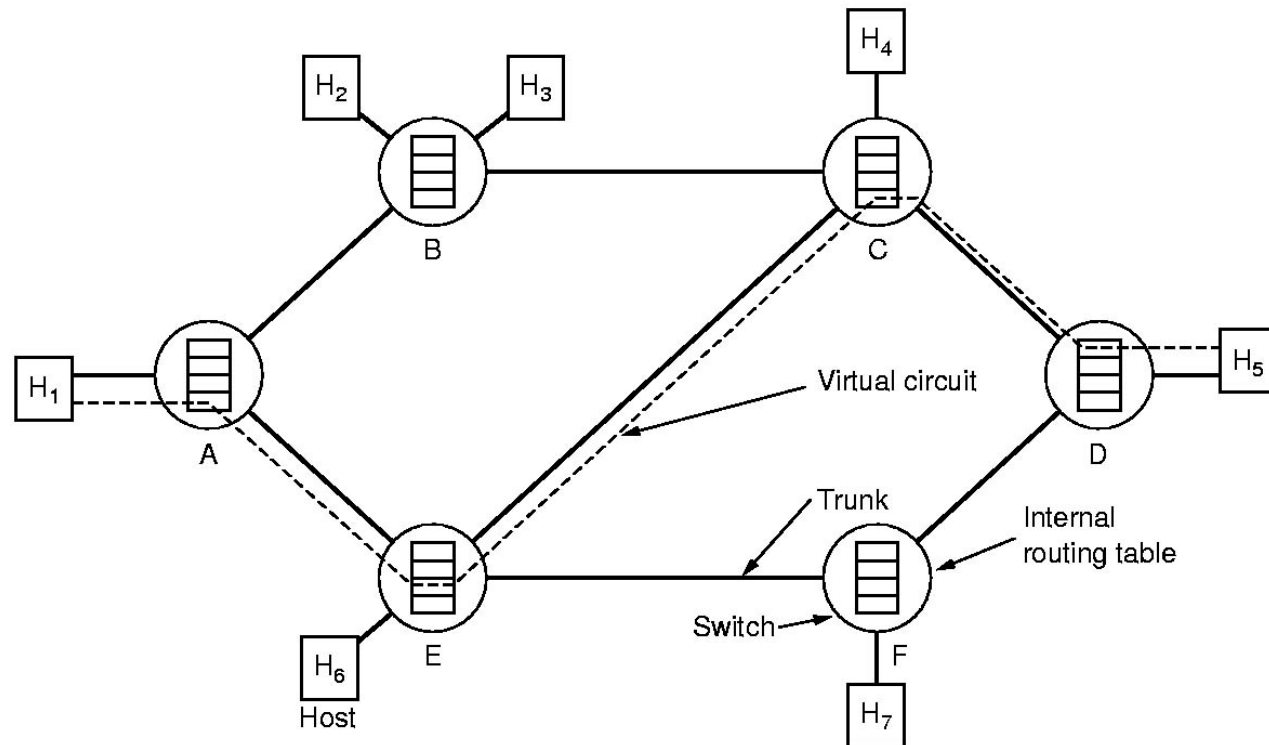 H4
H2
H3
B
C
H1
Virtual circuit
H5
A
D
Trunk
Internal
routing table
Switch
E
F
H6
Host
H7